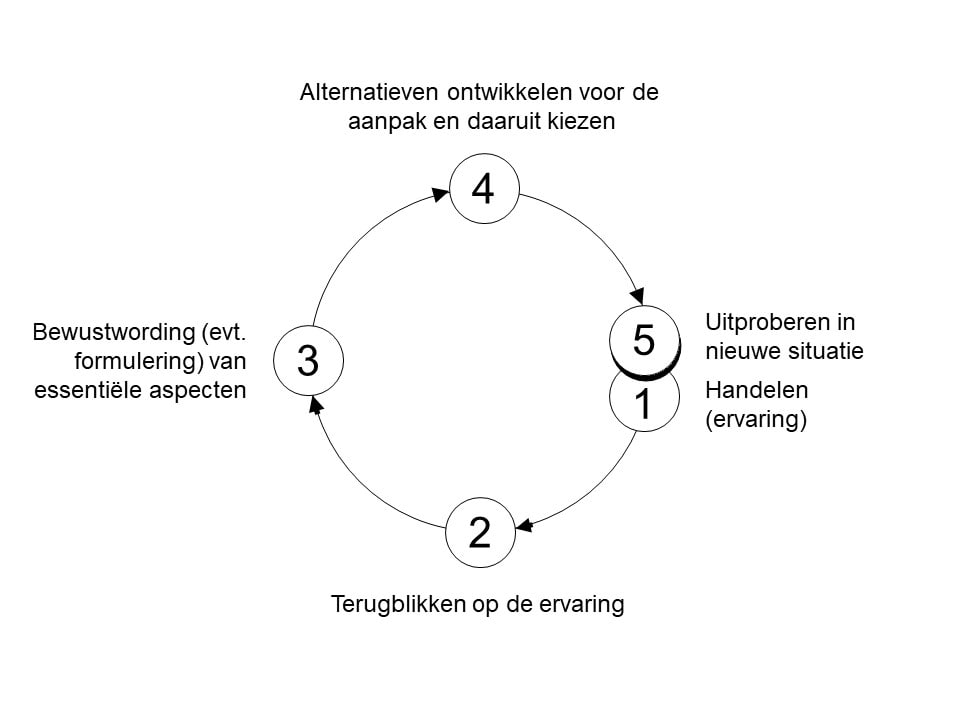 Alternatieven ontwikkelen voor de
aanpak en daaruit kiezen
4
Bewustwording (evt.
formulering) van
essentiële aspecten
3
5
Uitproberen in
nieuwe situatie
1
Handelen
(ervaring)
2
Terugblikken op de ervaring